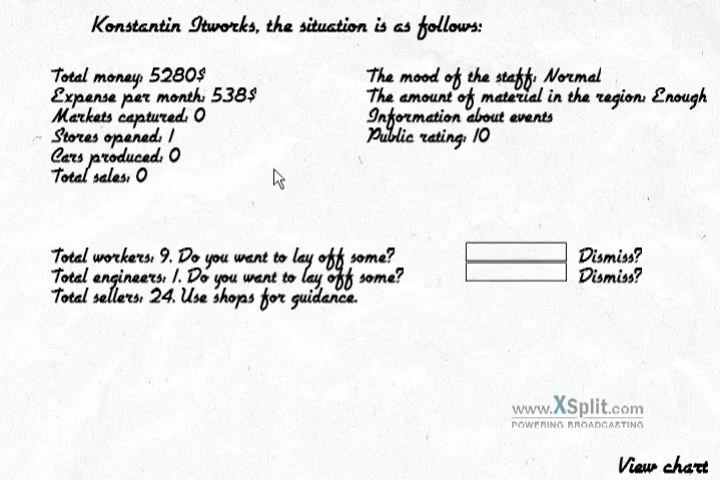 Konstantin Itworks, the situation is as follows:
Total money: 5280$
Expense per month: 538$
Markets captured: 0
Stores opened: 1
Cars produced: 0
Total sales: 0
The mood of the staff: Normal
The amount of material in the region: Enough
Information about events
Public rating: 10
Total workers: 9. Do you want to lay off some? Dismiss?
Total engineers: 1. Do you want to lay off some? Dismiss?
Total sellers: 24. Use shops for guidance.
www.XSplit.com
POWERING BROADCASTING
View chart